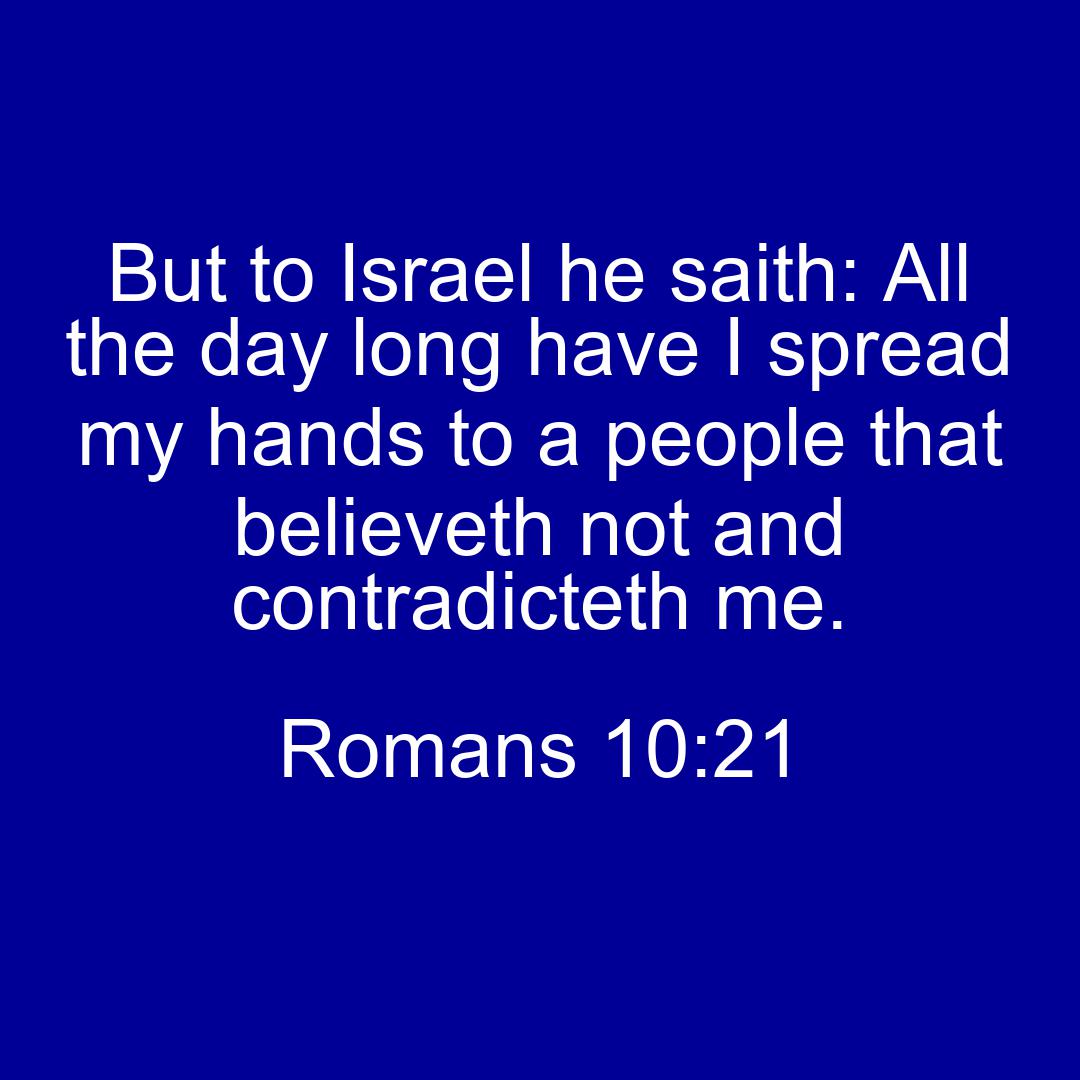 But to Israel he saith: All
the day long have I spread
my hands to a people that
believeth not and
contradicteth me.
Romans 10:21